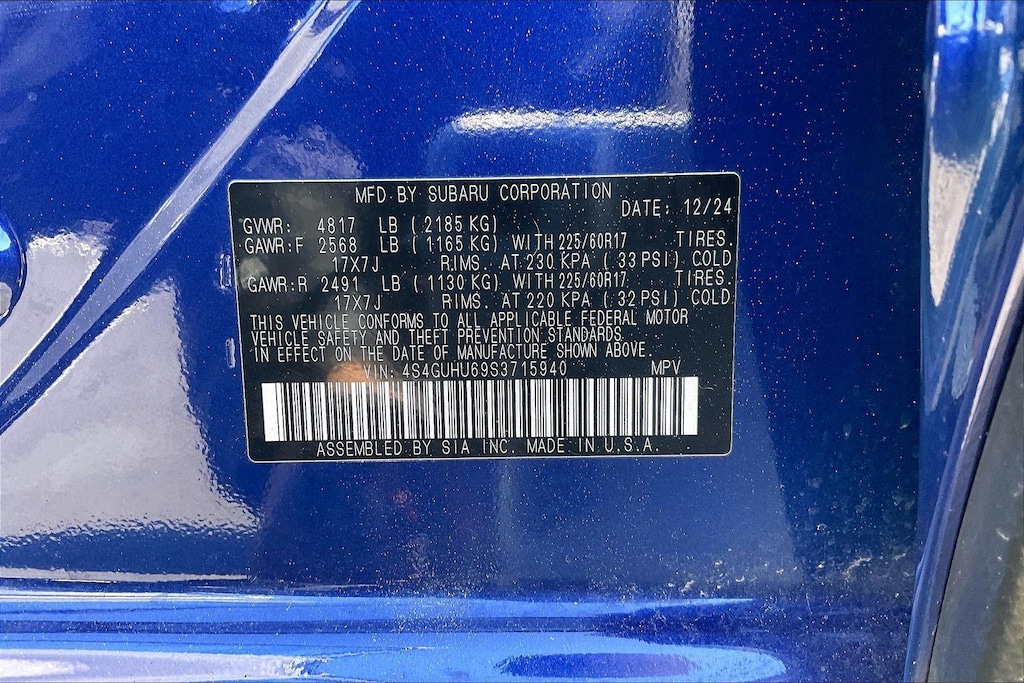 MFD BY SUBARU CORPORATION
DATE: 12/24
GVWR: 4817 LB (2185 KG)
GAWR:F 2568 LB (1165 KG) WITH 225/60R17 TIRES.
17X7J RIMS. AT 230 KPA (33 PSI) COLD
GAWR:R 2491 LB (1130 KG) WITH 225/60R17 TIRES.
17X7J RIMS. AT 220 KPA (32 PSI) COLD
THIS VEHICLE CONFORMS TO ALL APPLICABLE FEDERAL MOTOR
VEHICLE SAFETY AND THEFT PREVENTION STANDARDS
IN EFFECT ON THE DATE OF MANUFACTURE SHOWN ABOVE.
VIN: 4S4GUHU69S3715940 MPV
ASSEMBLED BY SIA INC. MADE IN U.S.A.